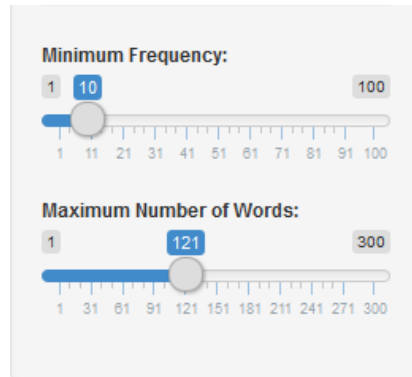 Minimum Frequency:
1 10 100
1 11 21 31 41 51 61 71 81 91 100
Maximum Number of Words:
1 121 300
1 31 61 91 121 151 181 211 241 271 300